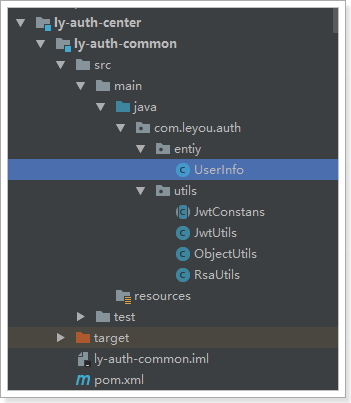 ly-auth-center
ly-auth-common
src
main
java
com.leyou.auth
entiy
UserInfo
utils
JwtConstans
JwtUtils
ObjectUtils
RsaUtils
resources
test
target
ly-auth-common.iml
pom.xml